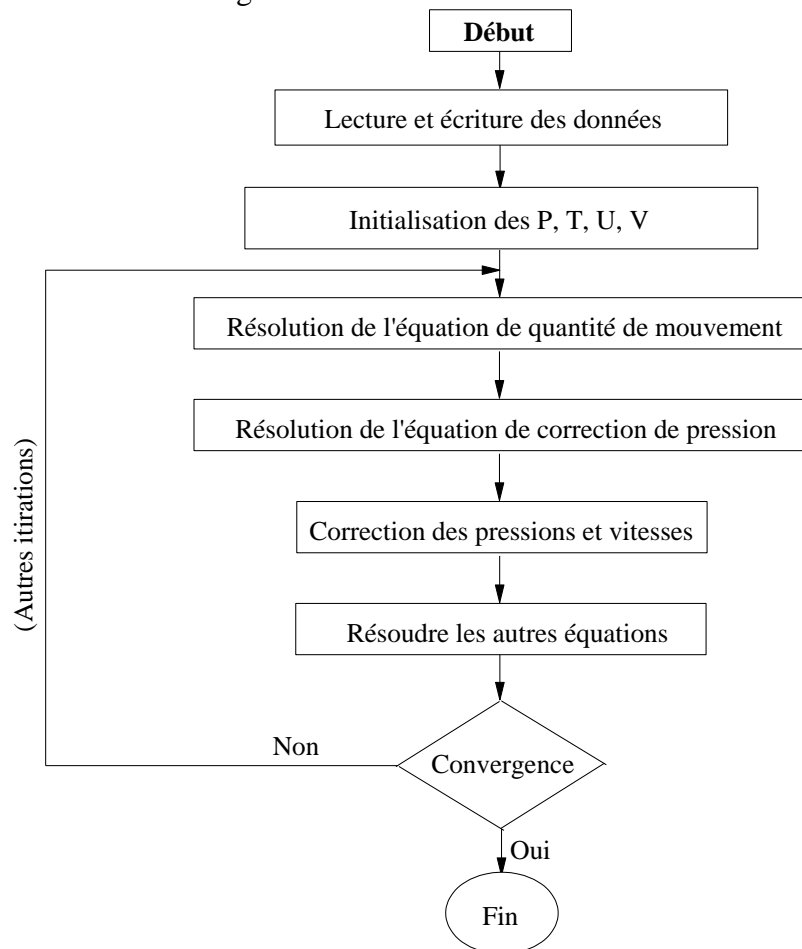 Début
Lecture et écriture des données
Initialisation des P, T, U, V
Résolution de l'équation de quantité de mouvement
Résolution de l'équation de correction de pression
Correction des pressions et vitesses
Résoudre les autres équations
(Autres itirations)
Non
Convergence
Oui
Fin